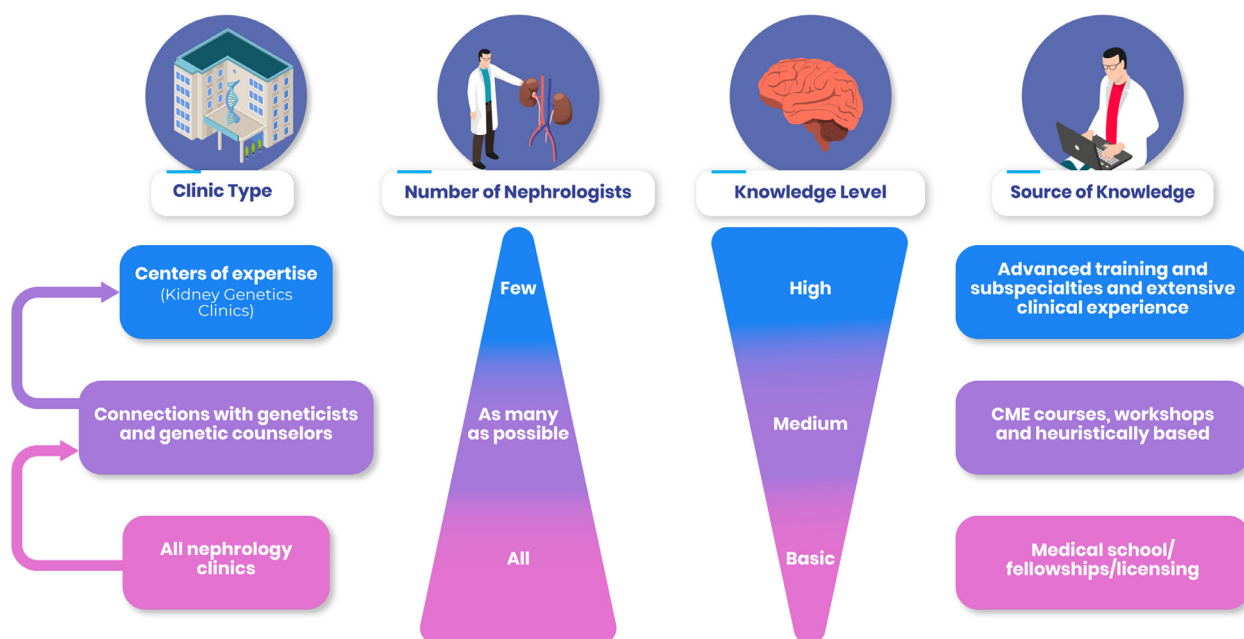 Clinic Type
Number of Nephrologists
Knowledge Level
Source of Knowledge
Centers of expertise
(Kidney Genetics
Clinics)
Few
High
Advanced training and
subspecialties and extensive
clinical experience
Connections with geneticists
and genetic counselors
As many
as possible
Medium
CME courses, workshops
and heuristically based
All nephrology
clinics
All
Basic
Medical school/
fellowships/licensing